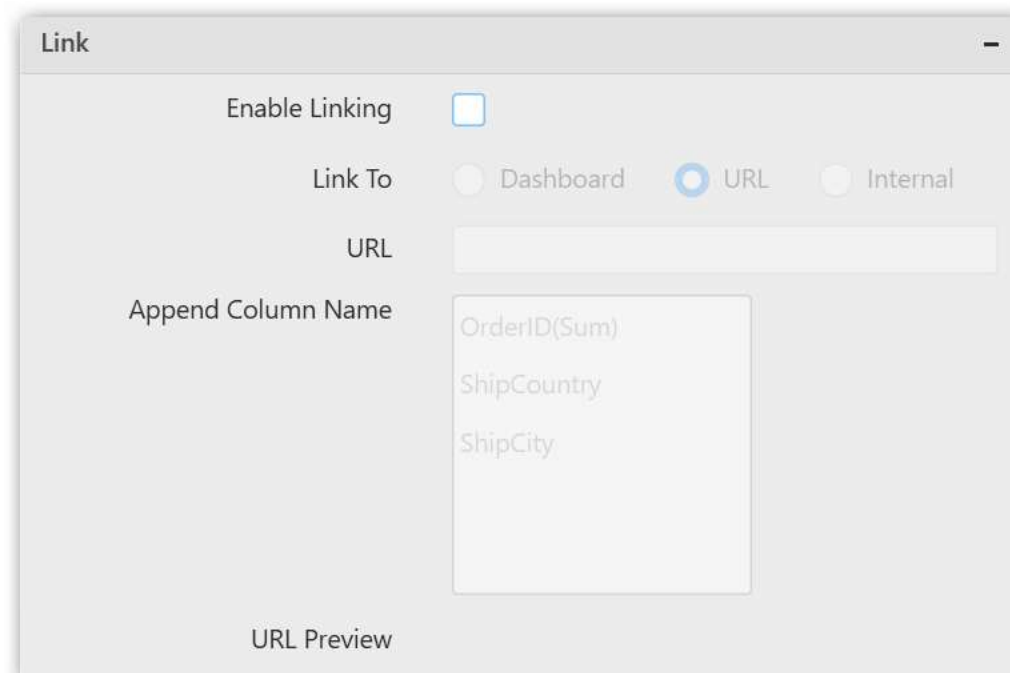 Link
Enable Linking
Link To Dashboard URL Internal
URL
Append Column Name
OrderID(Sum)
ShipCountry
ShipCity
URL Preview